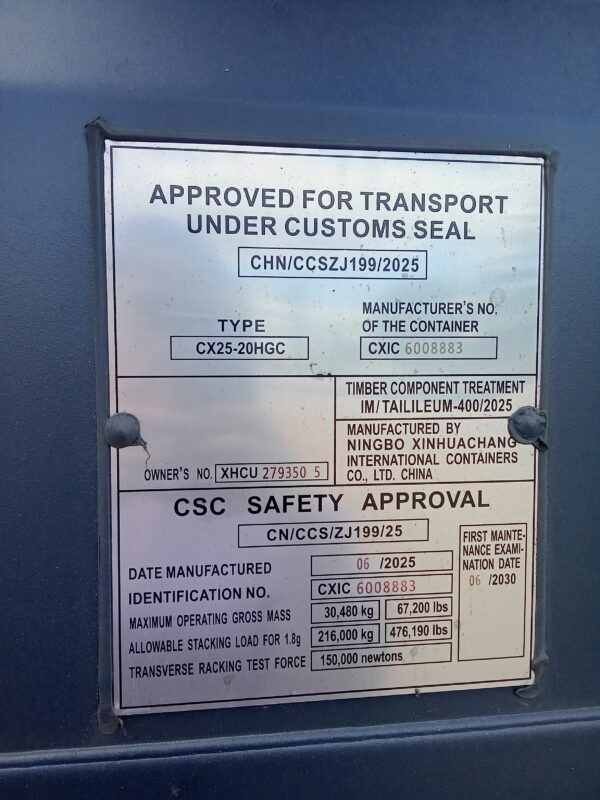 APPROVED FOR TRANSPORT
UNDER CUSTOMS SEAL
CHN/CCSZJ199/2025
TYPE
CX25-20HGC
MANUFACTURER'S NO.
OF THE CONTAINER
CXIC 6008883
TIMBER COMPONENT TREATMENT
IM/TAILILEUM-400/2025
OWNER'S NO. XHCU 279350 5
MANUFACTURED BY
NINGBO XINHUACHANG
INTERNATIONAL CONTAINERS
CO., LTD. CHINA
CSC SAFETY APPROVAL
CN/CCS/ZJ199/25
DATE MANUFACTURED 06 /2025
IDENTIFICATION NO. CXIC 6008883
MAXIMUM OPERATING GROSS MASS 30,480 kg 67,200 lbs
ALLOWABLE STACKING LOAD FOR 1.8g 216,000 kg 476,190 lbs
TRANSVERSE RACKING TEST FORCE 150,000 newtons
FIRST MAINTE-
NANCE EXAMI-
NATION DATE
06 /2030